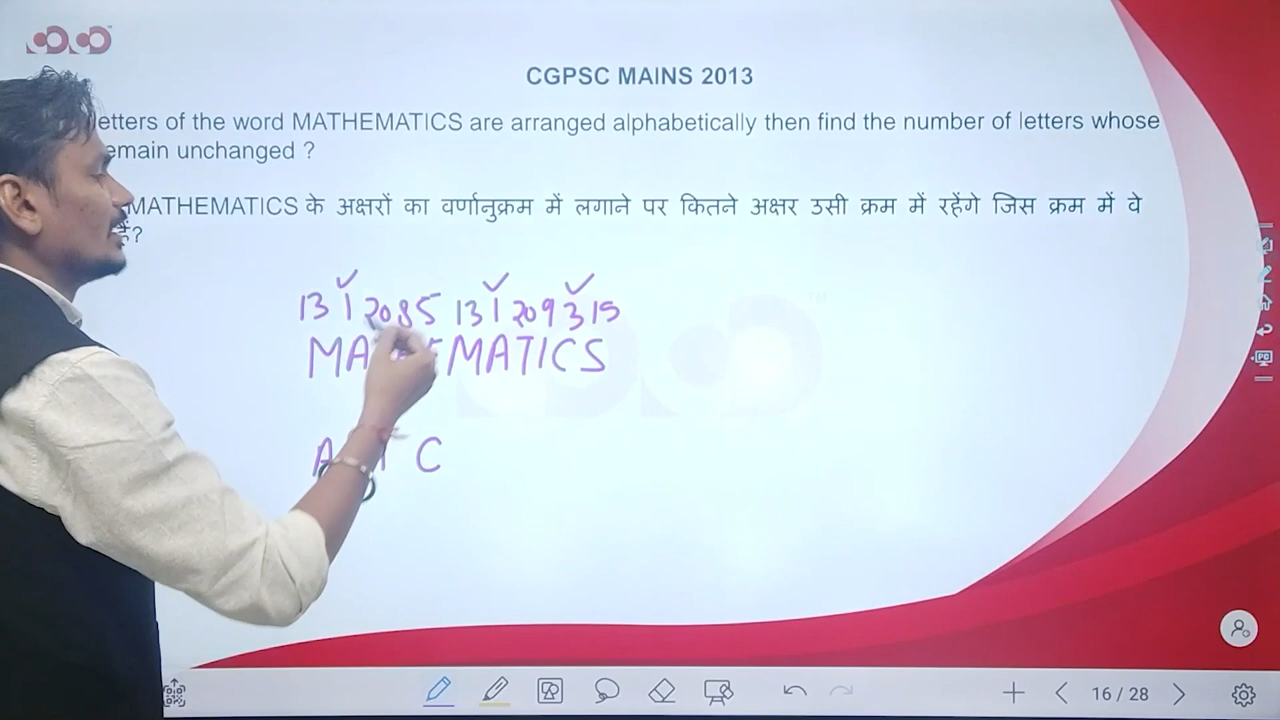 CGPSC MAINS 2013
letters of the word MATHEMATICS are arranged alphabetically then find the number of letters whose
emain unchanged ?
MATHEMATICS के अक्षरों का वर्णानुक्रम में लगाने पर कितने अक्षर उसी क्रम में रहेंगे जिस क्रम में वे
हैं?
13 1 20 8 5 13 1 20 9 3 19
MA EMATICS
A C
16 / 28